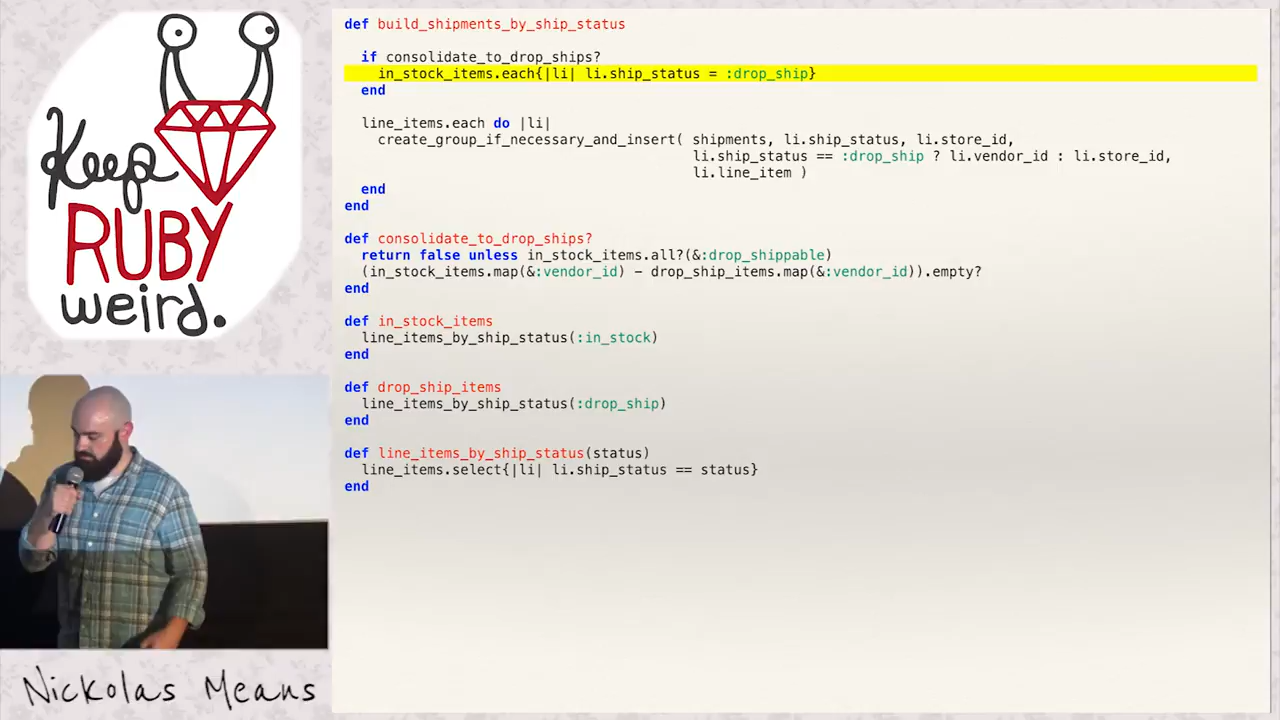 Keep
RUBY
weird.
Nickolas Means
def build_shipments_by_ship_status
if consolidate_to_drop_ships?
in_stock_items.each{|li| li.ship_status = :drop_ship}
end
line_items.each do |li|
create_group_if_necessary_and_insert( shipments, li.ship_status, li.store_id,
li.ship_status == :drop_ship ? li.vendor_id : li.store_id,
li.line_item )
end
end
def consolidate_to_drop_ships?
return false unless in_stock_items.all?(&:drop_shippable)
(in_stock_items.map(&:vendor_id) - drop_ship_items.map(&:vendor_id)).empty?
end
def in_stock_items
line_items_by_ship_status(:in_stock)
end
def drop_ship_items
line_items_by_ship_status(:drop_ship)
end
def line_items_by_ship_status(status)
line_items.select{|li| li.ship_status == status}
end